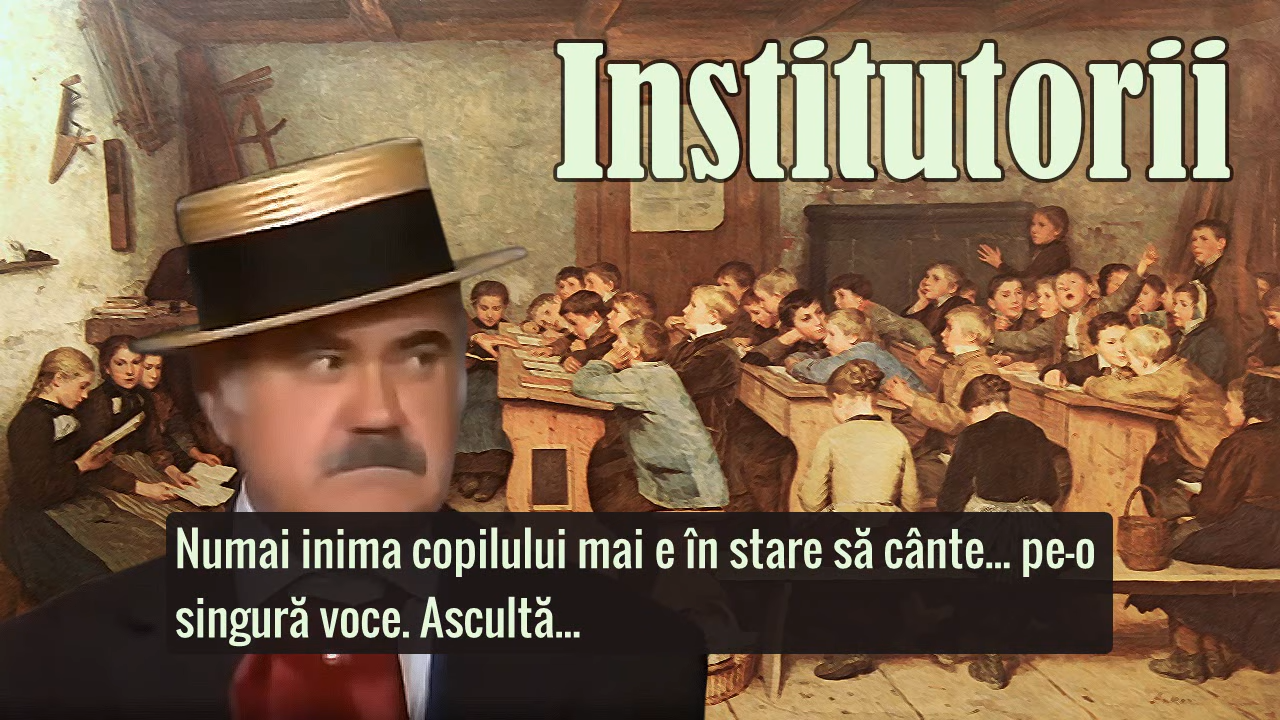 Institutorii
Numai inima copilului mai e în stare să cânte... pe-o
singură voce. Ascultă...